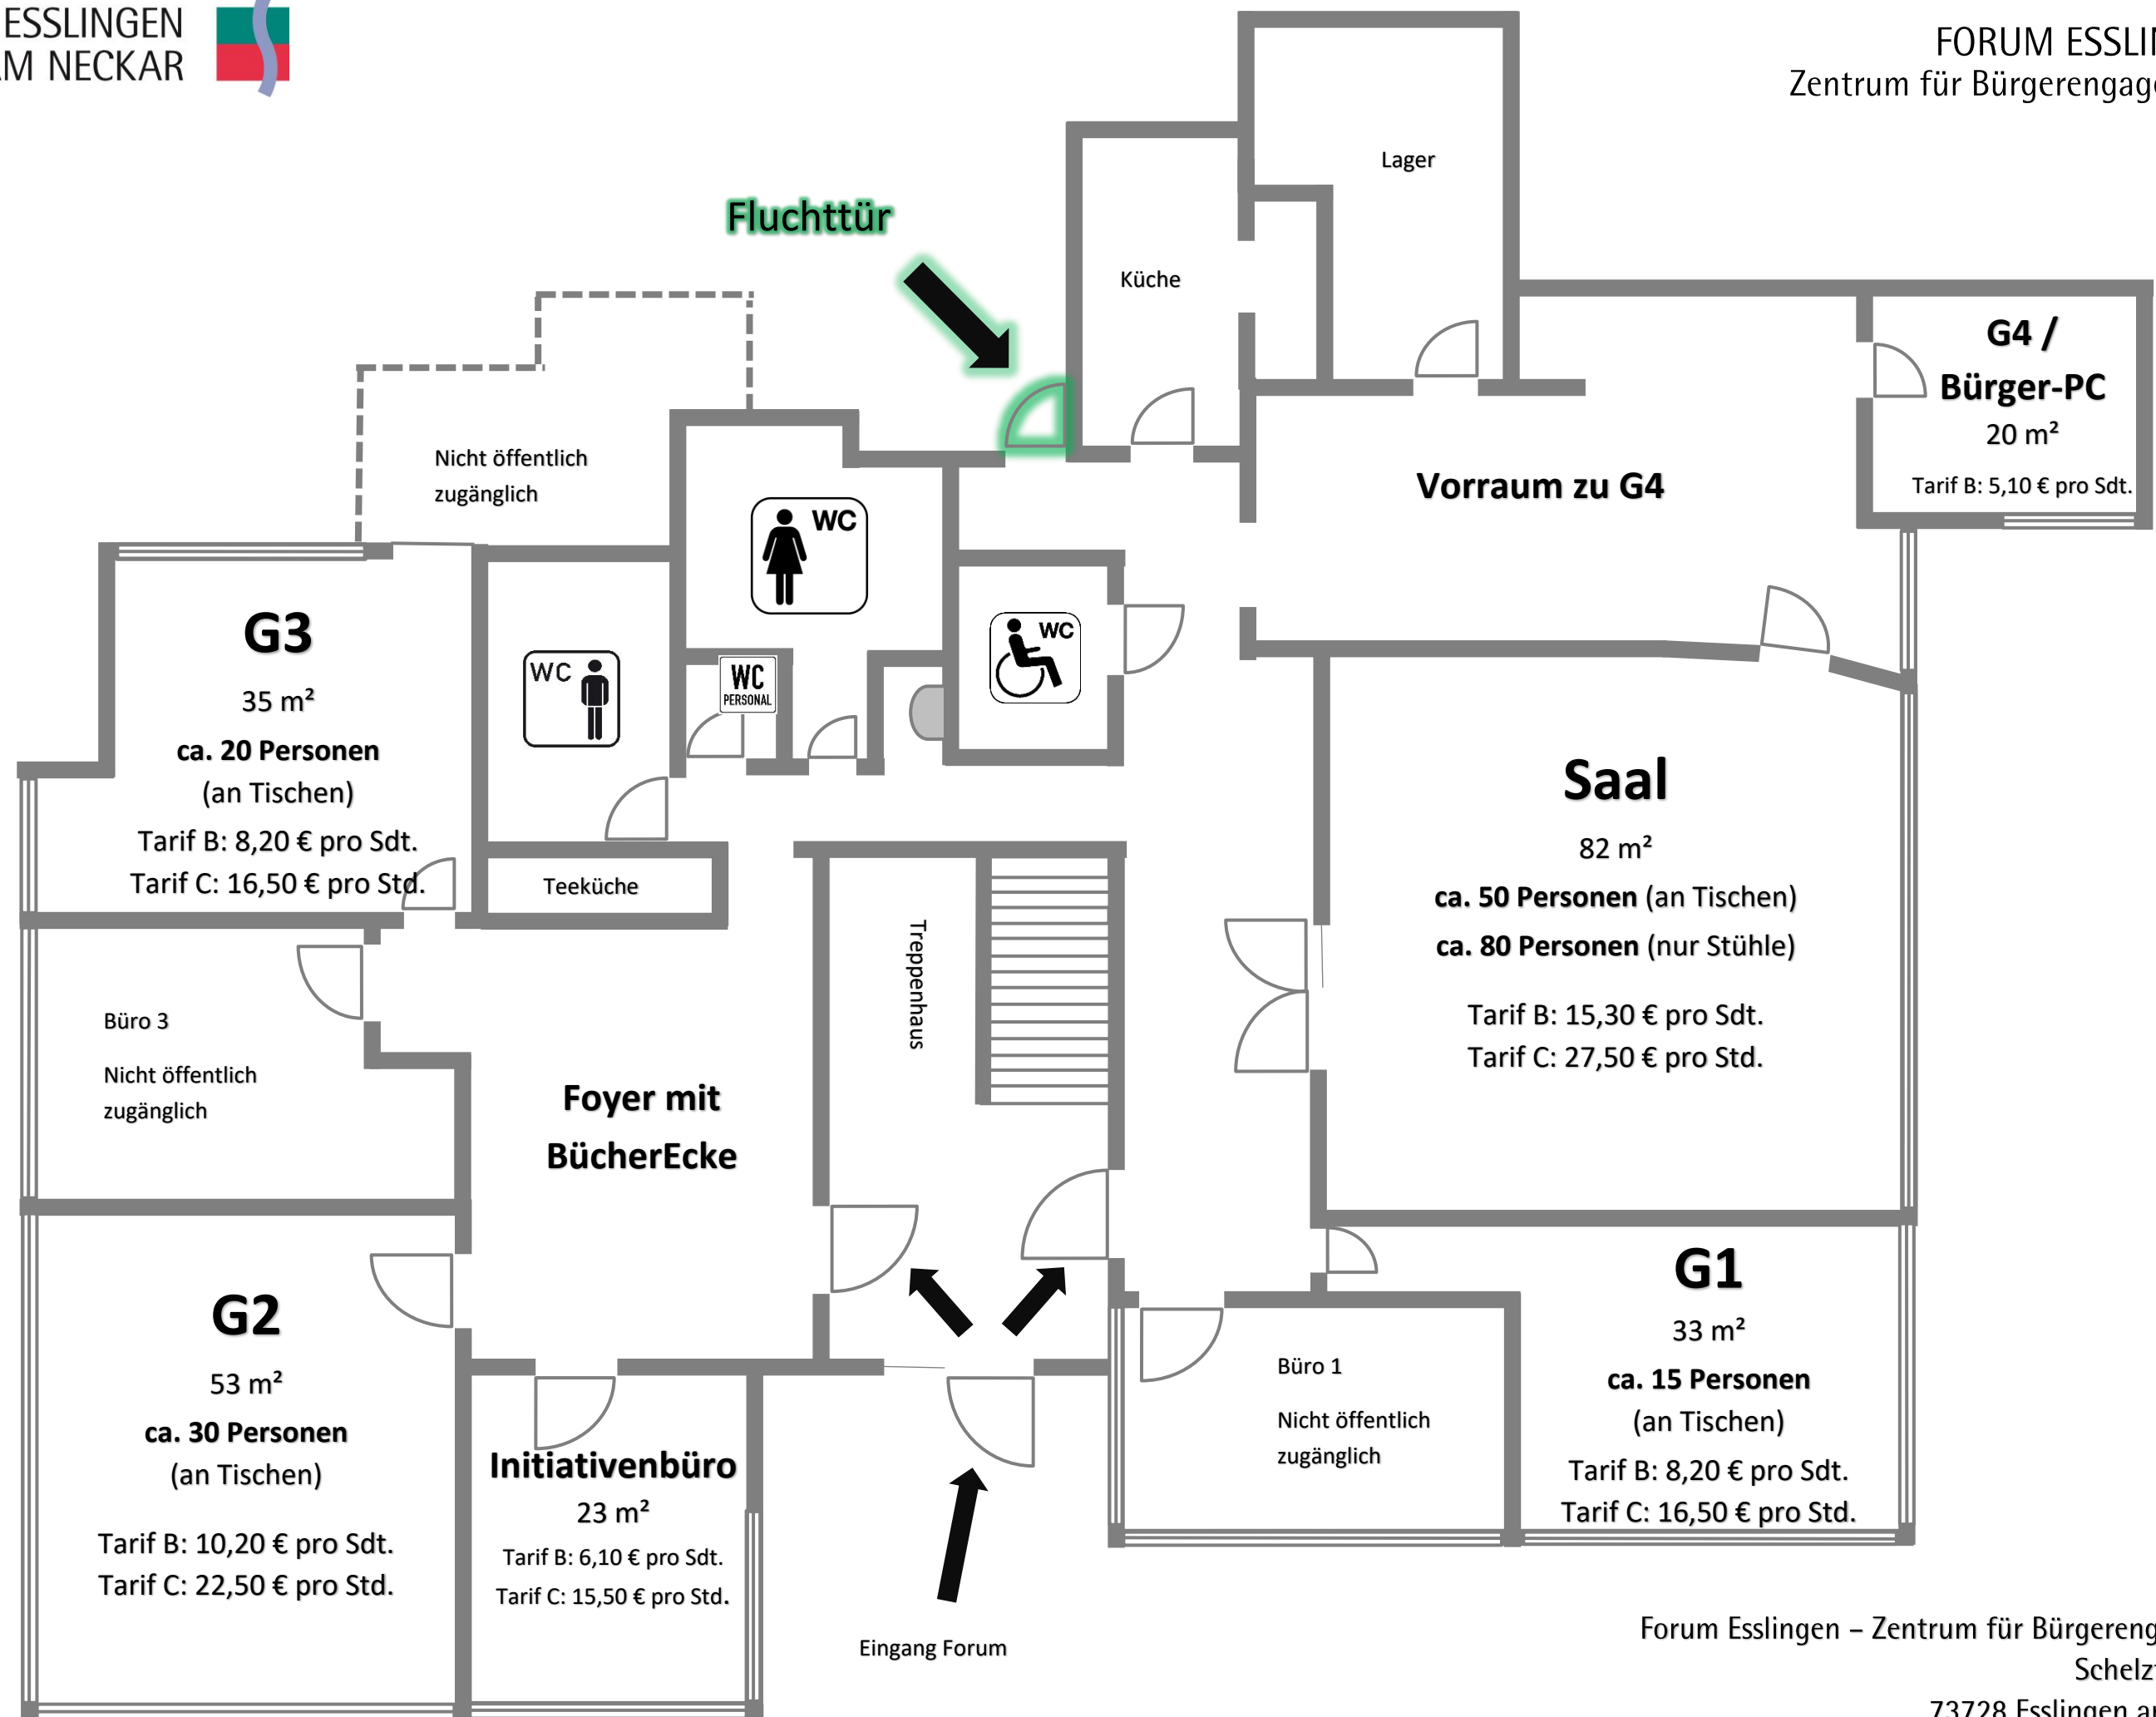 ESSLINGEN
AM NECKAR
FORUM ESSLIN
Zentrum für Bürgerengage
Lager
Fluchttür
Küche
G4 /
Bürger-PC
20 m²
Tarif B: 5,10 € pro Sdt.
Vorraum zu G4
Nicht öffentlich
zugänglich
WC
WC
WC
WC
PERSONAL
G3
35 m²
ca. 20 Personen
(an Tischen)
Tarif B: 8,20 € pro Sdt.
Tarif C: 16,50 € pro Std.
Teeküche
Saal
82 m²
ca. 50 Personen (an Tischen)
ca. 80 Personen (nur Stühle)
Tarif B: 15,30 € pro Sdt.
Tarif C: 27,50 € pro Std.
Treppenhaus
Büro 3
Nicht öffentlich
zugänglich
Foyer mit
BücherEcke
G2
53 m²
ca. 30 Personen
(an Tischen)
Tarif B: 10,20 € pro Sdt.
Tarif C: 22,50 € pro Std.
Initiativenbüro
23 m²
Tarif B: 6,10 € pro Sdt.
Tarif C: 15,50 € pro Std.
Eingang Forum
Büro 1
Nicht öffentlich
zugänglich
G1
33 m²
ca. 15 Personen
(an Tischen)
Tarif B: 8,20 € pro Sdt.
Tarif C: 16,50 € pro Std.
Forum Esslingen – Zentrum für Bürgereng
Schelzt
73728 Esslingen a